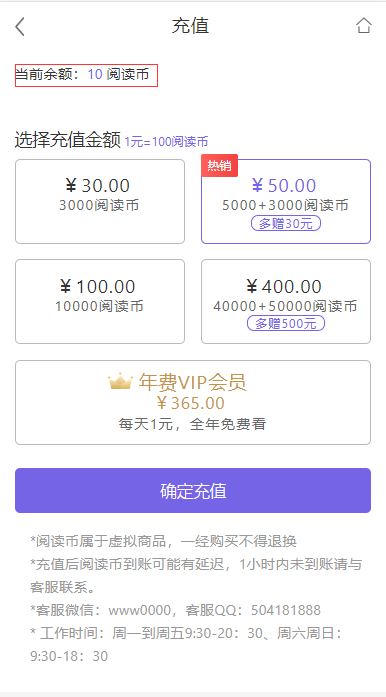 充值
当前余额：10 阅读币
选择充值金额 1元=100阅读币
￥30.00
3000阅读币
热销
￥50.00
5000+3000阅读币
多赠30元
￥100.00
10000阅读币
￥400.00
40000+50000阅读币
多赠500元
年费VIP会员
￥365.00
每天1元，全年免费看
确定充值
*阅读币属于虚拟商品，一经购买不得退换
*充值后阅读币到账可能有延迟，1小时内未到账请与
客服联系。
*客服微信：www0000，客服QQ：504181888
* 工作时间：周一到周五9:30-20：30、周六周日：
9:30-18：30